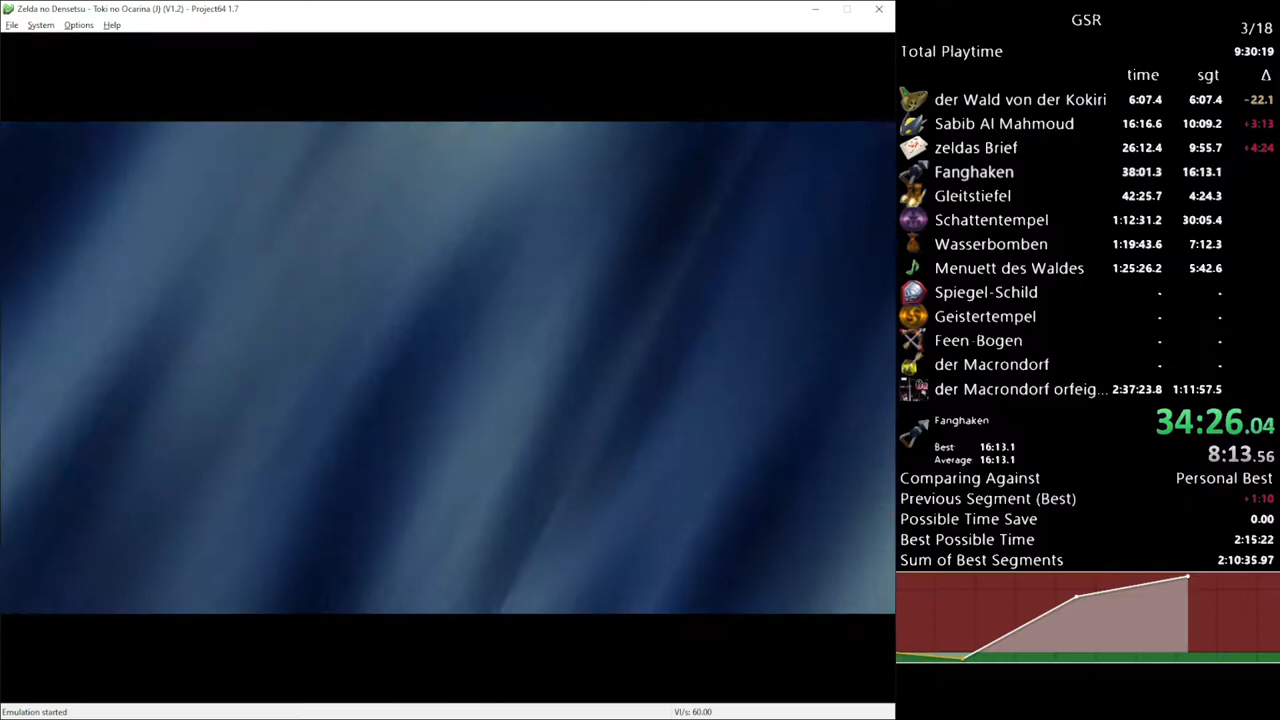 Zelda no Densetsu - Toki no Ocarina (J) (V1.2) - Project64 1.7
File System Options Help
Emulation started
VI/s: 60.00
GSR
3/18
Total Playtime 9:30:19
time sgt Δ
der Wald von der Kokiri 6:07.4 6:07.4 −22.1
Sabib Al Mahmoud 16:16.6 10:09.2 +3:13
zeldas Brief 26:12.4 9:55.7 +4:24
Fanghaken 38:01.3 16:13.1
Gleitstiefel 42:25.7 4:24.3
Schattentempel 1:12:31.2 30:05.4
Wasserbomben 1:19:43.6 7:12.3
Menuett des Waldes 1:25:26.2 5:42.6
Spiegel-Schild - -
Geistertempel - -
Feen-Bogen - -
der Macrondorf - -
der Macrondorf orfeig... 2:37:23.8 1:11:57.5
Fanghaken 34:26.04
Best: 16:13.1
Average: 16:13.1
8:13.56
Comparing Against Personal Best
Previous Segment (Best) +1:10
Possible Time Save 0.00
Best Possible Time 2:15:22
Sum of Best Segments 2:10:35.97